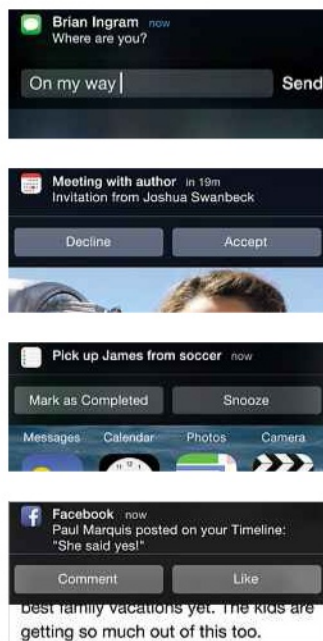 Brian Ingram now
Where are you?
On my way
Send
Meeting with author in 19m
Invitation from Joshua Swanbeck
Decline Accept
Pick up James from soccer now
Mark as Completed Snooze
Messages Calendar Photos Camera
Facebook now
Paul Marquis posted on your Timeline:
"She said yes!"
Comment Like
best family vacations yet. The kids are
getting so much out of this too.